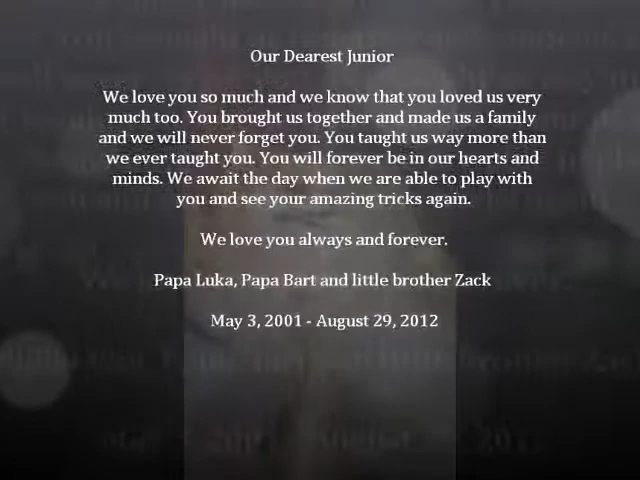 Our Dearest Junior
We love you so much and we know that you loved us very
much too. You brought us together and made us a family
and we will never forget you. You taught us way more than
we ever taught you. You will forever be in our hearts and
minds. We await the day when we are able to play with
you and see your amazing tricks again.
We love you always and forever.
Papa Luka, Papa Bart and little brother Zack
May 3, 2001 - August 29, 2012